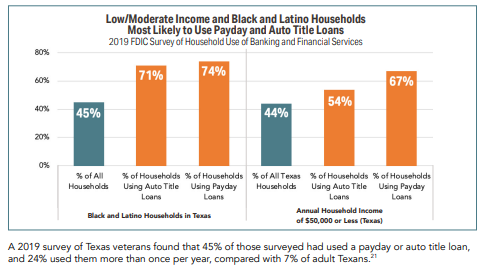 Low/Moderate Income and Black and Latino Households
Most Likely to Use Payday and Auto Title Loans
2019 FDIC Survey of Household Use of Banking and Financial Services
80%
60%
40%
20%
0%
45%
71%
74%
44%
54%
67%
% of All Households
% of Households Using Auto Title Loans
% of Households Using Payday Loans
% of All Texas Households
% of Households Using Auto Title Loans
% of Households Using Payday Loans
Black and Latino Households in Texas
Annual Household Income
of $50,000 or Less (Texas)
A 2019 survey of Texas veterans found that 45% of those surveyed had used a payday or auto title loan,
and 24% used them more than once per year, compared with 7% of adult Texans.21